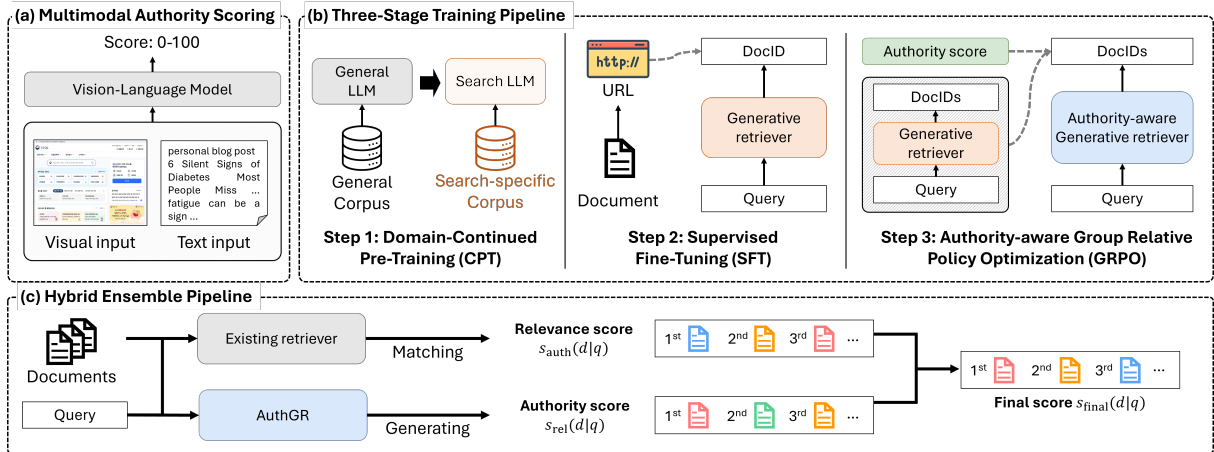 (a) Multimodal Authority Scoring
Score: 0-100
Vision-Language Model
personal blog post
6 Silent Signs of
Diabetes Most
People Miss ...
fatigue can be a
sign ...
Visual input
Text input
(b) Three-Stage Training Pipeline
General
LLM
Search LLM
General
Corpus
Search-specific
Corpus
Step 1: Domain-Continued
Pre-Training (CPT)
http://
URL
Document
DocID
Generative
retriever
Query
Step 2: Supervised
Fine-Tuning (SFT)
Authority score
DocIDs
Generative
retriever
Query
DocIDs
Authority-aware
Generative retriever
Query
Step 3: Authority-aware Group Relative
Policy Optimization (GRPO)
(c) Hybrid Ensemble Pipeline
Documents
Query
Existing retriever
Matching
AuthGR
Generating
Relevance score
s_auth(d|q)
1st 2nd 3rd ...
Authority score
s_rel(d|q)
1st 2nd 3rd ...
1st 2nd 3rd ...
Final score s_final(d|q)